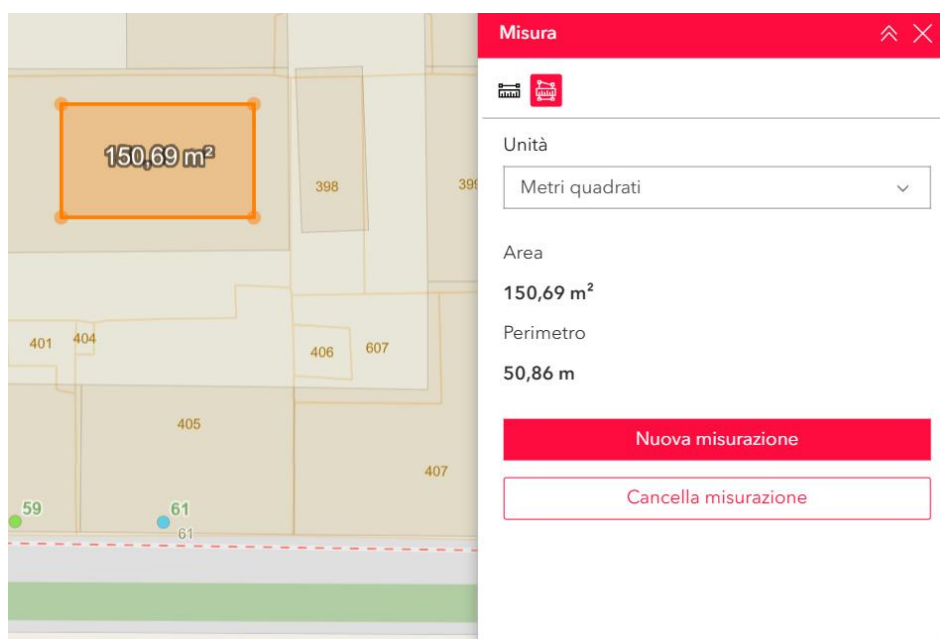 Misura
Unità
Metri quadrati
Area
150,69 m²
Perimetro
50,86 m
Nuova misurazione
Cancella misurazione
150,69 m²
398
399
401
404
406
607
405
407
59
61
61